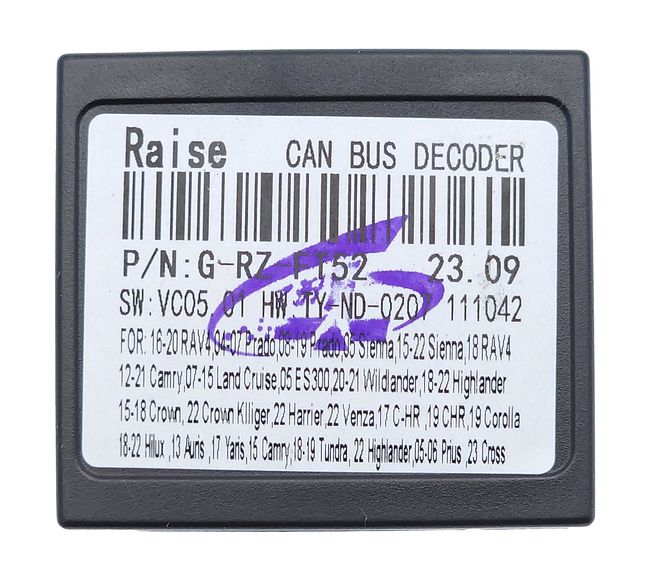 Raise CAN BUS DECODER
P/N:G-RZ-FT52 23.09
SW:VC05.01 HW.TY-ND-0207 111042
FOR: 16-20 RAV4,04-07 Prado,08-19 Prado,05 Sienna,15-22 Sienna,18 RAV4
12-21 Camry,07-15 Land Cruise,05 ES300,20-21 Wildlander,18-22 Highlander
15-18 Crown, 22 Crown Klliger,22 Harrier,22 Venza,17 C-HR ,19 CHR,19 Corolla
18-22 Hilux ,13 Auris ,17 Yaris,15 Camry,18-19 Tundra, 22 Highlander,05-06 Prius ,23 Cross